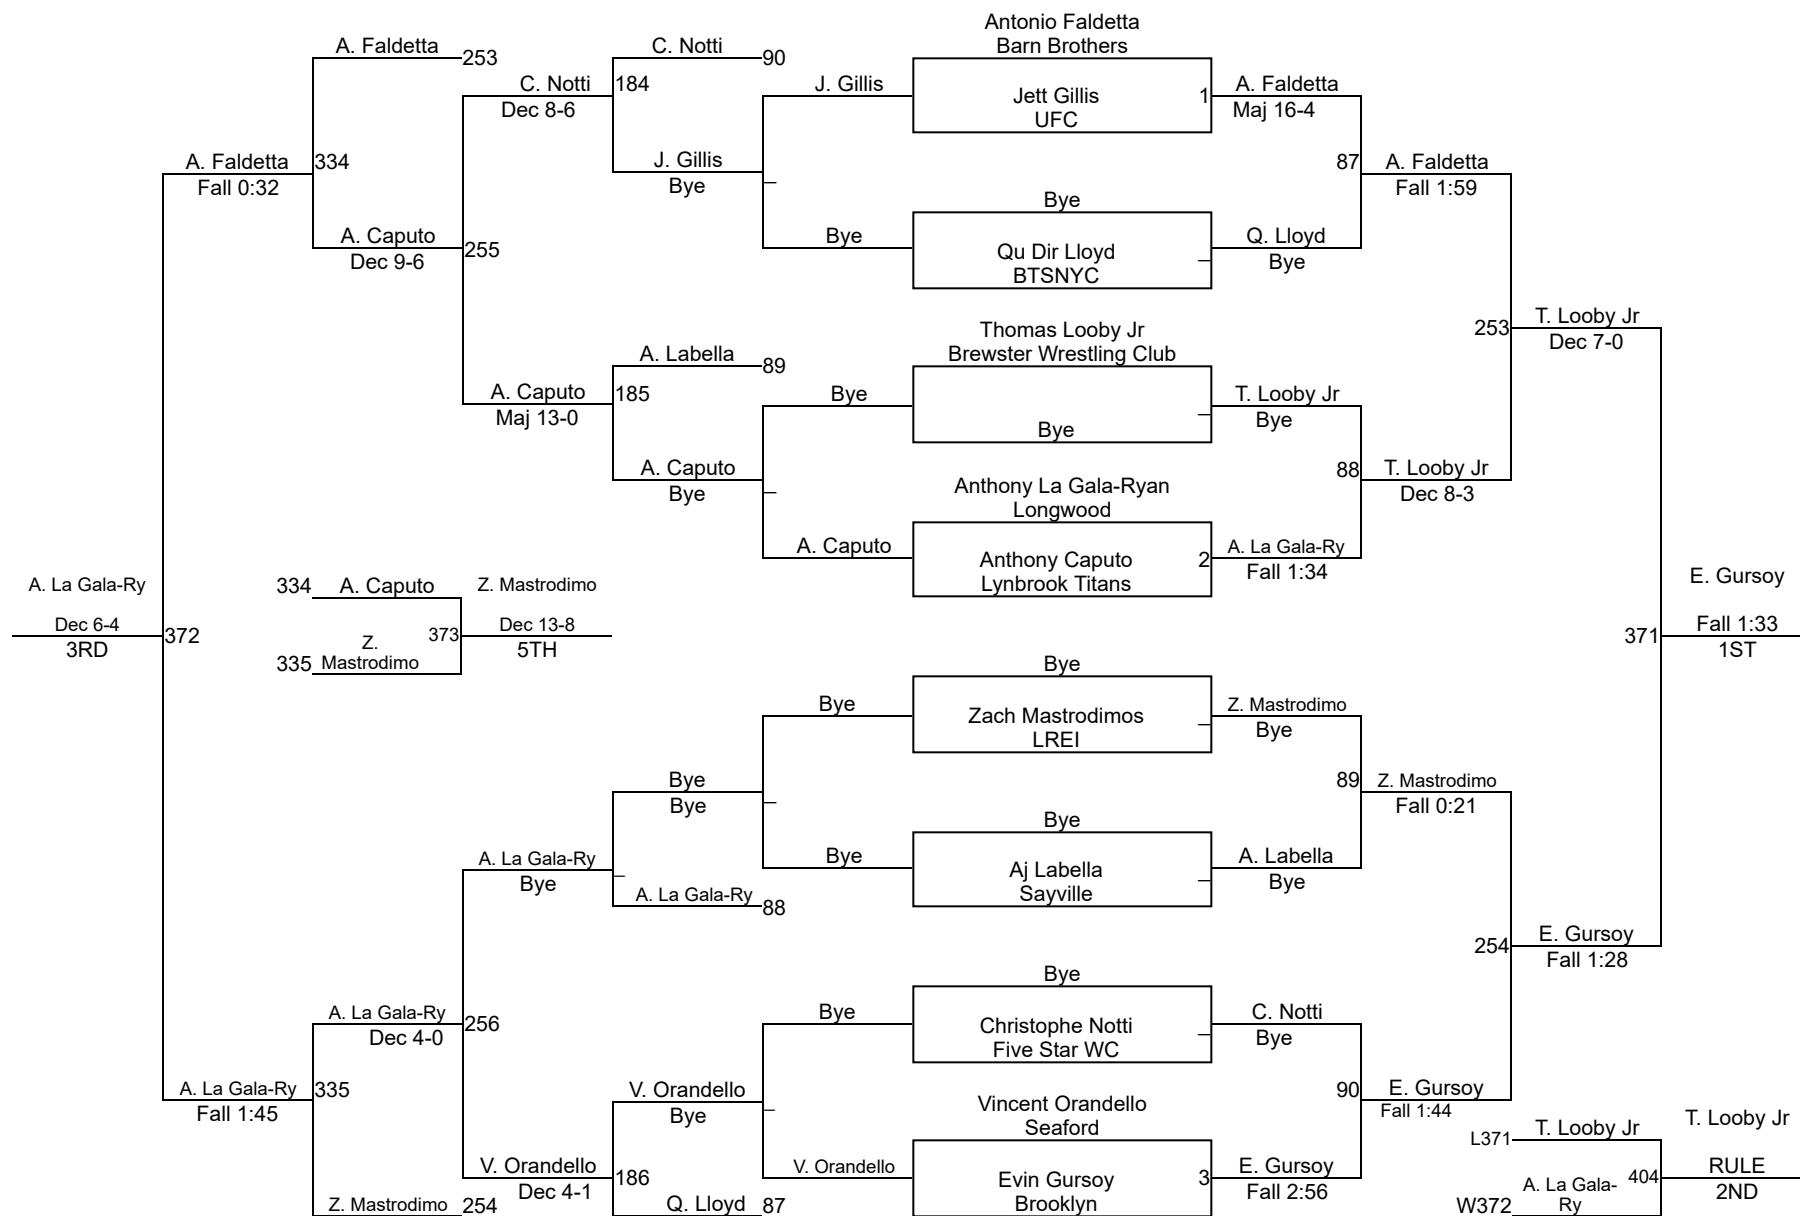 Antonio Faldetta
Barn Brothers
A. Faldetta
253
C. Notti
90
C. Notti
184
Dec 8-6
J. Gillis
Jett Gillis
UFC
1
A. Faldetta
Maj 16-4
A. Faldetta
334
Fall 0:32
J. Gillis
Bye
_
87
A. Faldetta
Fall 1:59
A. Caputo
Dec 9-6
255
Bye
Bye
Qu Dir Lloyd
BTSNYC
_
Q. Lloyd
Bye
Thomas Looby Jr
Brewster Wrestling Club
253
T. Looby Jr
Dec 7-0
A. Labella
89
A. Caputo
185
Maj 13-0
Bye
Bye
_
T. Looby Jr
Bye
A. Caputo
Bye
_
Anthony La Gala-Ryan
Longwood
88
T. Looby Jr
Dec 8-3
A. Caputo
Anthony Caputo
Lynbrook Titans
2
A. La Gala-Ry
Fall 1:34
A. La Gala-Ry
Dec 6-4
3RD
372
334
A. Caputo
335
Z.
Mastrodimo
373
Z. Mastrodimo
Dec 13-8
5TH
E. Gursoy
371
Fall 1:33
1ST
Bye
Bye
Zach Mastrodimos
LREI
_
Z. Mastrodimo
Bye
Bye
Bye
_
89
Z. Mastrodimo
Fall 0:21
Bye
A. La Gala-Ry
Bye
_
Bye
Aj Labella
Sayville
_
A. Labella
Bye
A. La Gala-Ry
88
254
E. Gursoy
Fall 1:28
Bye
A. La Gala-Ry
Dec 4-0
256
Bye
Christophe Notti
Five Star WC
_
C. Notti
Bye
A. La Gala-Ry
Fall 1:45
335
V. Orandello
Bye
_
Vincent Orandello
Seaford
90
E. Gursoy
Fall 1:44
V. Orandello
Dec 4-1
186
V. Orandello
Evin Gursoy
Brooklyn
3
E. Gursoy
Fall 2:56
Z. Mastrodimo
254
Q. Lloyd
87
L371
T. Looby Jr
W372
A. La Gala-
Ry
404
T. Looby Jr
RULE
2ND